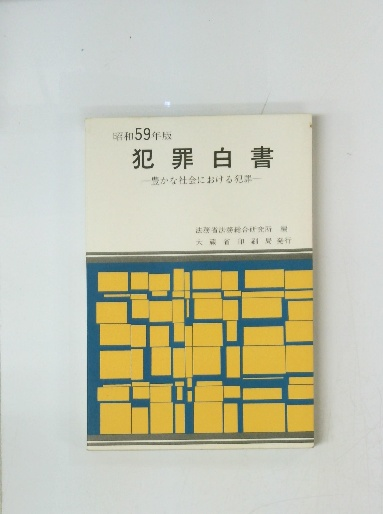 昭和59年版
犯罪白書
―豊かな社会における犯罪―
法務省法務総合研究所 編
大蔵省印刷局発行